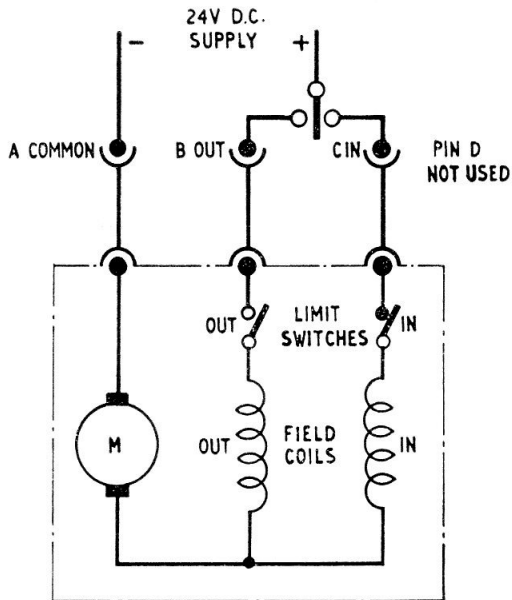 24V D.C.
− SUPPLY +
A COMMON
B OUT
C IN
PIN D
NOT USED
OUT
LIMIT
SWITCHES
IN
M
OUT
FIELD
COILS
IN